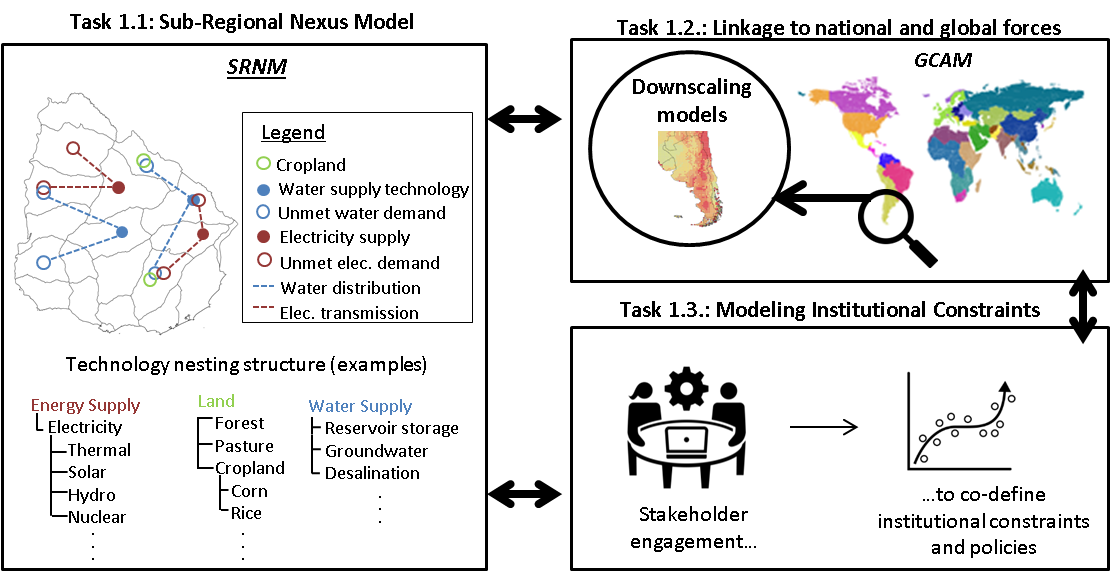 Task 1.1: Sub-Regional Nexus Model
SRNM
Legend
Cropland
Water supply technology
Unmet water demand
Electricity supply
Unmet elec. demand
Water distribution
Elec. transmission
Technology nesting structure (examples)
Energy Supply
Electricity
Thermal
Solar
Hydro
Nuclear
Land
Forest
Pasture
Cropland
Corn
Rice
Water Supply
Reservoir storage
Groundwater
Desalination
Task 1.2.: Linkage to national and global forces
GCAM
Downscaling
models
Task 1.3.: Modeling Institutional Constraints
Stakeholder
engagement...
...to co-define
institutional constraints
and policies